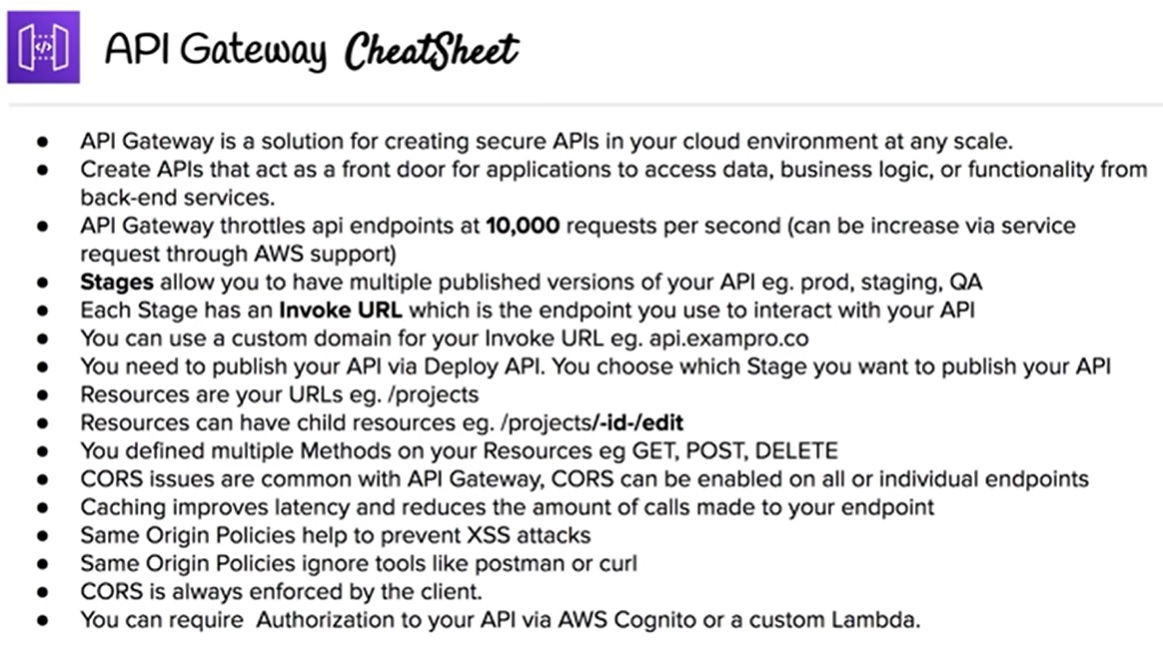 API Gateway CheatSheet
● API Gateway is a solution for creating secure APIs in your cloud environment at any scale.
● Create APIs that act as a front door for applications to access data, business logic, or functionality from
back-end services.
● API Gateway throttles api endpoints at 10,000 requests per second (can be increase via service
request through AWS support)
● Stages allow you to have multiple published versions of your API eg. prod, staging, QA
● Each Stage has an Invoke URL which is the endpoint you use to interact with your API
● You can use a custom domain for your Invoke URL eg. api.exampro.co
● You need to publish your API via Deploy API. You choose which Stage you want to publish your API
● Resources are your URLs eg. /projects
● Resources can have child resources eg. /projects/-id-/edit
● You defined multiple Methods on your Resources eg GET, POST, DELETE
● CORS issues are common with API Gateway, CORS can be enabled on all or individual endpoints
● Caching improves latency and reduces the amount of calls made to your endpoint
● Same Origin Policies help to prevent XSS attacks
● Same Origin Policies ignore tools like postman or curl
● CORS is always enforced by the client.
● You can require  Authorization to your API via AWS Cognito or a custom Lambda.